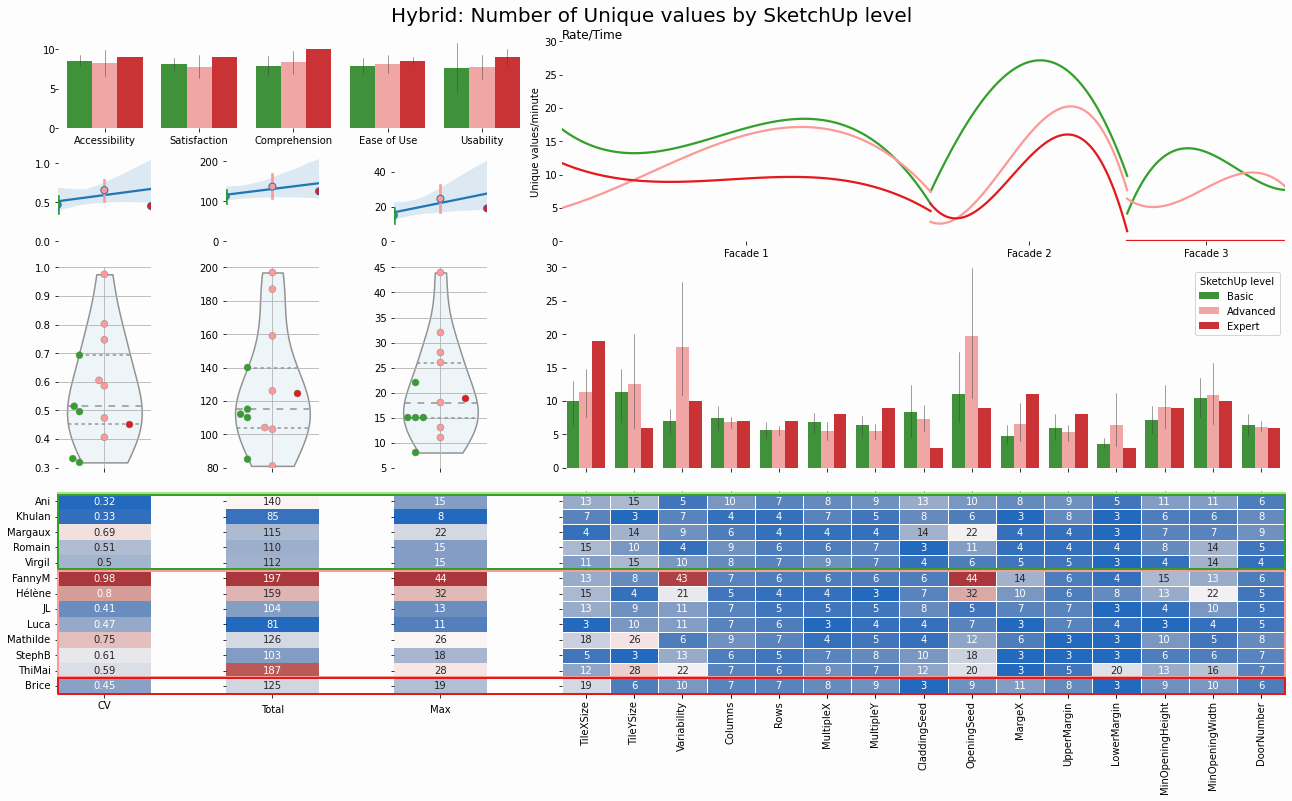 Hybrid: Number of Unique values by SketchUp level
10
5
0
Accessibility Satisfaction Comprehension Ease of Use Usability
Rate/Time
Unique values/minute
30
25
20
15
10
5
0
Facade 1 Facade 2 Facade 3
1.0
0.5
0.0
200
100
0
40
20
0
1.0
0.9
0.8
0.7
0.6
0.5
0.4
0.3
200
180
160
140
120
100
80
45
40
35
30
25
20
15
10
5
30
25
20
15
10
5
0
SketchUp level
Basic
Advanced
Expert
Ani 0.32 140 15 13 15 5 10 7 8 9 13 10 8 9 5 11 11 6
Khulan 0.33 85 8 7 3 7 4 4 7 5 8 6 3 8 3 6 6 8
Margaux 0.69 115 22 4 14 9 6 4 4 4 14 22 4 4 3 7 7 9
Romain 0.51 110 15 15 10 4 9 6 6 7 3 11 4 4 4 8 14 5
Virgil 0.5 112 15 11 15 10 8 7 9 7 4 6 5 5 3 4 14 4
FannyM 0.98 197 44 13 8 43 7 6 6 6 6 44 14 6 4 15 13 6
Hélène 0.8 159 32 15 4 21 5 4 4 3 7 32 10 6 8 13 22 5
JL 0.41 104 13 13 9 11 7 5 5 5 8 5 7 7 3 4 10 5
Luca 0.47 81 11 3 10 11 6 3 4 4 7 3 3 7 4 3 4 5
Mathilde 0.75 126 26 18 26 6 9 7 4 5 4 12 6 3 3 10 5 8
StephB 0.61 103 18 5 3 13 6 5 7 8 10 18 3 3 3 6 6 7
ThiMai 0.59 187 28 12 28 22 7 6 9 7 12 20 3 5 20 13 16 7
Brice 0.45 125 19 19 6 10 7 7 8 9 3 9 11 8 3 9 10 6
CV Total Max TileXSize TileYSize Variability Columns Rows MultipleX MultipleY CladdingSeed OpeningSeed MargeX UpperMargin LowerMargin MinOpeningHeight MinOpeningWidth DoorNumber